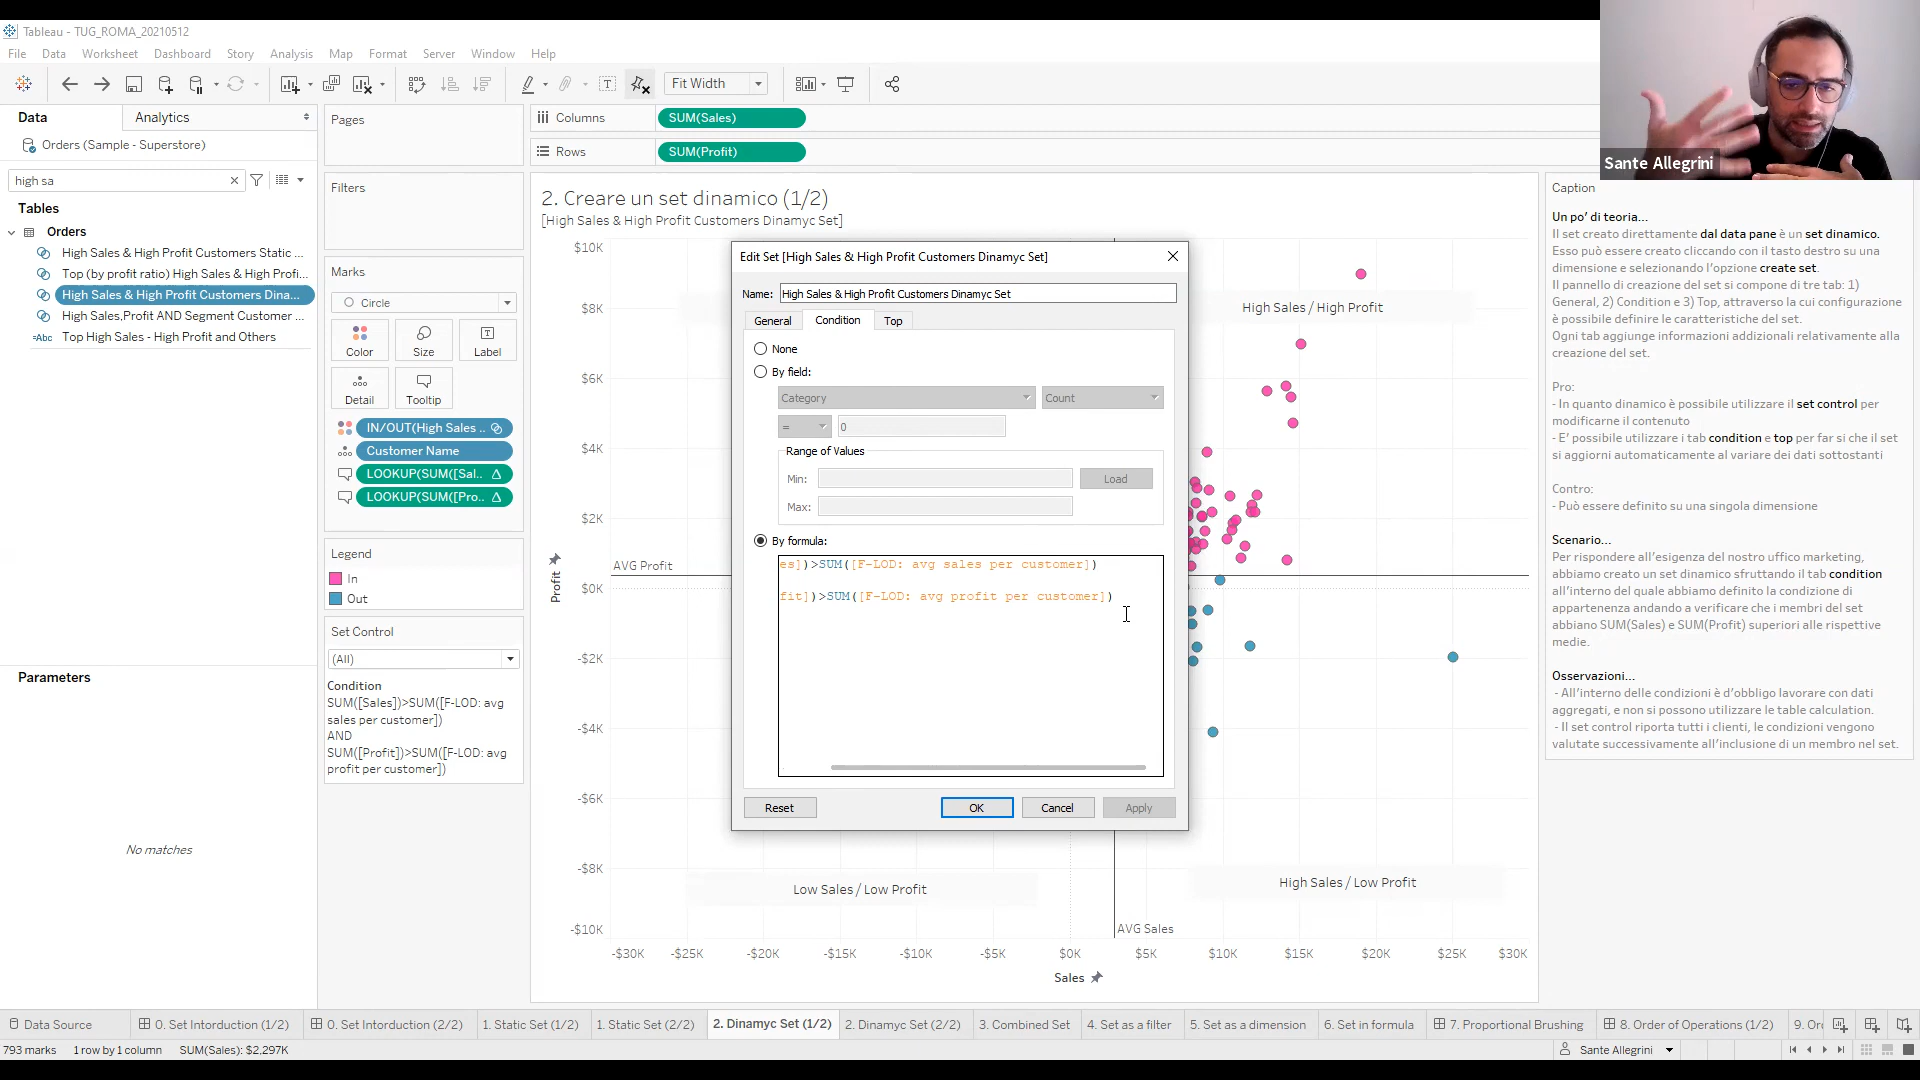 Tableau - TUG_ROMA_20210512
File Data Worksheet Dashboard Story Analysis Map Format Server Window Help
Fit Width
Data
Analytics
Orders (Sample - Superstore)
high sa
Tables
Orders
High Sales & High Profit Customers Static ...
Top (by profit ratio) High Sales & High Profi...
High Sales & High Profit Customers Dina...
High Sales,Profit AND Segment Customer ...
=Abc Top High Sales - High Profit and Others
Parameters
No matches
Pages
Filters
Marks
Circle
Color
Size
Label
Detail
Tooltip
IN/OUT(High Sales ..
Customer Name
LOOKUP(SUM([Sal..
LOOKUP(SUM([Pro..
Legend
In
Out
Set Control
(All)
Condition
SUM([Sales])>SUM([F-LOD: avg
sales per customer])
AND
SUM([Profit])>SUM([F-LOD: avg
profit per customer])
Columns
SUM(Sales)
Rows
SUM(Profit)
2. Creare un set dinamico (1/2)
[High Sales & High Profit Customers Dinamyc Set]
$10K
$8K
$6K
$4K
$2K
$0K
-$2K
-$4K
-$6K
-$8K
-$10K
Profit
AVG Profit
High Sales / High Profit
Low Sales / Low Profit
High Sales / Low Profit
AVG Sales
-$30K -$25K -$20K -$15K -$10K -$5K $0K $5K $10K $15K $20K $25K $30K
Sales
Edit Set [High Sales & High Profit Customers Dinamyc Set]
Name: High Sales & High Profit Customers Dinamyc Set
General
Condition
Top
None
By field:
Category
Count
=
0
Range of Values
Min:
Load
Max:
By formula:
es])>SUM([F-LOD: avg sales per customer])
fit])>SUM([F-LOD: avg profit per customer])
Reset
OK
Cancel
Apply
Sante Allegrini
Caption
Un po' di teoria...
Il set creato direttamente dal data pane è un set dinamico.
Esso può essere creato cliccando con il tasto destro su una
dimensione e selezionando l'opzione create set.
Il pannello di creazione del set si compone di tre tab: 1)
General, 2) Condition e 3) Top, attraverso la cui configurazione
è possibile definire le caratteristiche del set.
Ogni tab aggiunge informazioni addizionali relativamente alla
creazione del set.
Pro:
- In quanto dinamico è possibile utilizzare il set control per
modificarne il contenuto
- E' possibile utilizzare i tab condition e top per far si che il set
si aggiorni automaticamente al variare dei dati sottostanti
Contro:
- Può essere definito su una singola dimensione
Scenario...
Per rispondere all'esigenza del nostro uffico marketing,
abbiamo creato un set dinamico sfruttando il tab condition
all'interno del quale abbiamo definito la condizione di
appartenenza andando a verificare che i membri del set
abbiano SUM(Sales) e SUM(Profit) superiori alle rispettive
medie.
Osservazioni...
- All'interno delle condizioni è d'obbligo lavorare con dati
aggregati, e non si possono utilizzare le table calculation.
- Il set control riporta tutti i clienti, le condizioni vengono
valutate successivamente all'inclusione di un membro nel set.
Data Source
0. Set Intorduction (1/2)
0. Set Intorduction (2/2)
1. Static Set (1/2)
1. Static Set (2/2)
2. Dinamyc Set (1/2)
2. Dinamyc Set (2/2)
3. Combined Set
4. Set as a filter
5. Set as a dimension
6. Set in formula
7. Proportional Brushing
8. Order of Operations (1/2)
9. Or
793 marks
1 row by 1 column
SUM(Sales): $2,297K
Sante Allegrini